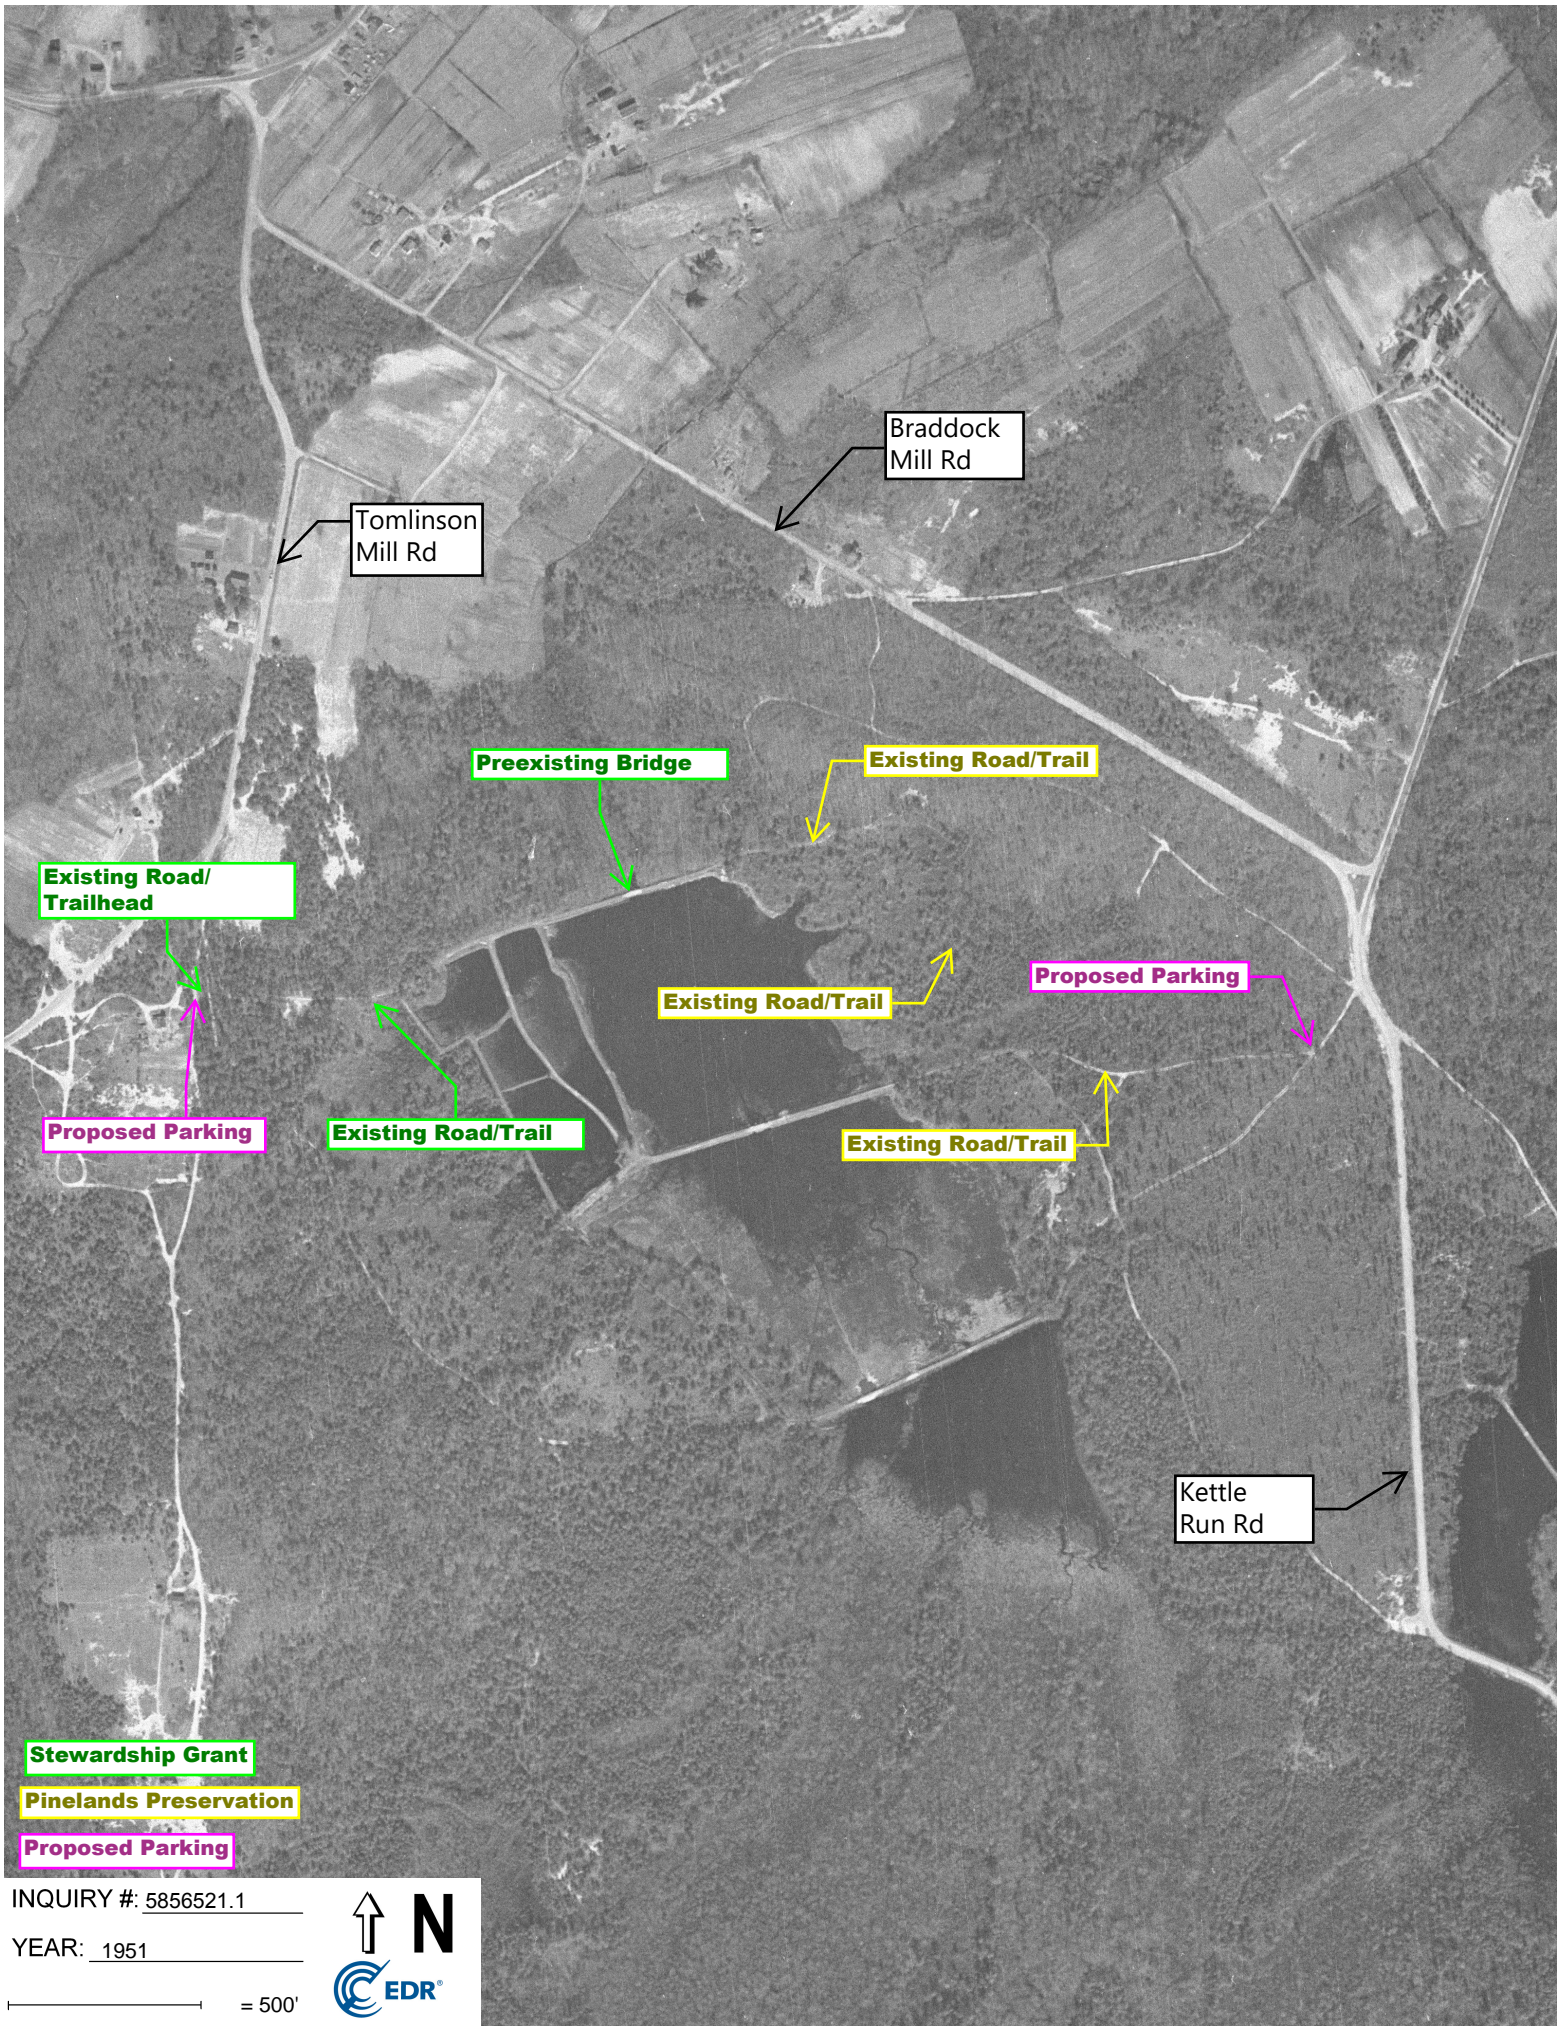 Braddock
Mill Rd
Tomlinson
Mill Rd
Preexisting Bridge
Existing Road/Trail
Existing Road/
Trailhead
Existing Road/Trail
Proposed Parking
Proposed Parking
Existing Road/Trail
Existing Road/Trail
Kettle
Run Rd
Stewardship Grant
Pinelands Preservation
Proposed Parking
INQUIRY #: 5856521.1
YEAR: 1951
= 500'
N
EDR®